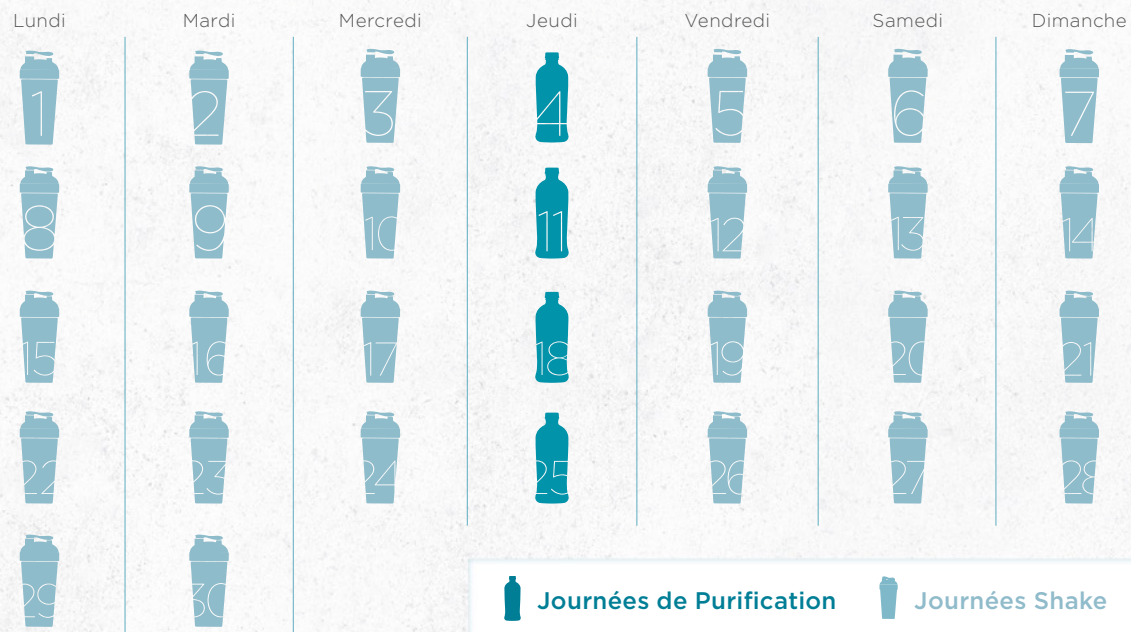 Lundi Mardi Mercredi Jeudi Vendredi Samedi Dimanche
1 2 3 4 5 6 7
8 9 10 11 12 13 14
15 16 17 18 19 20 21
22 23 24 25 26 27 28
29 30
Journées de Purification Journées Shake